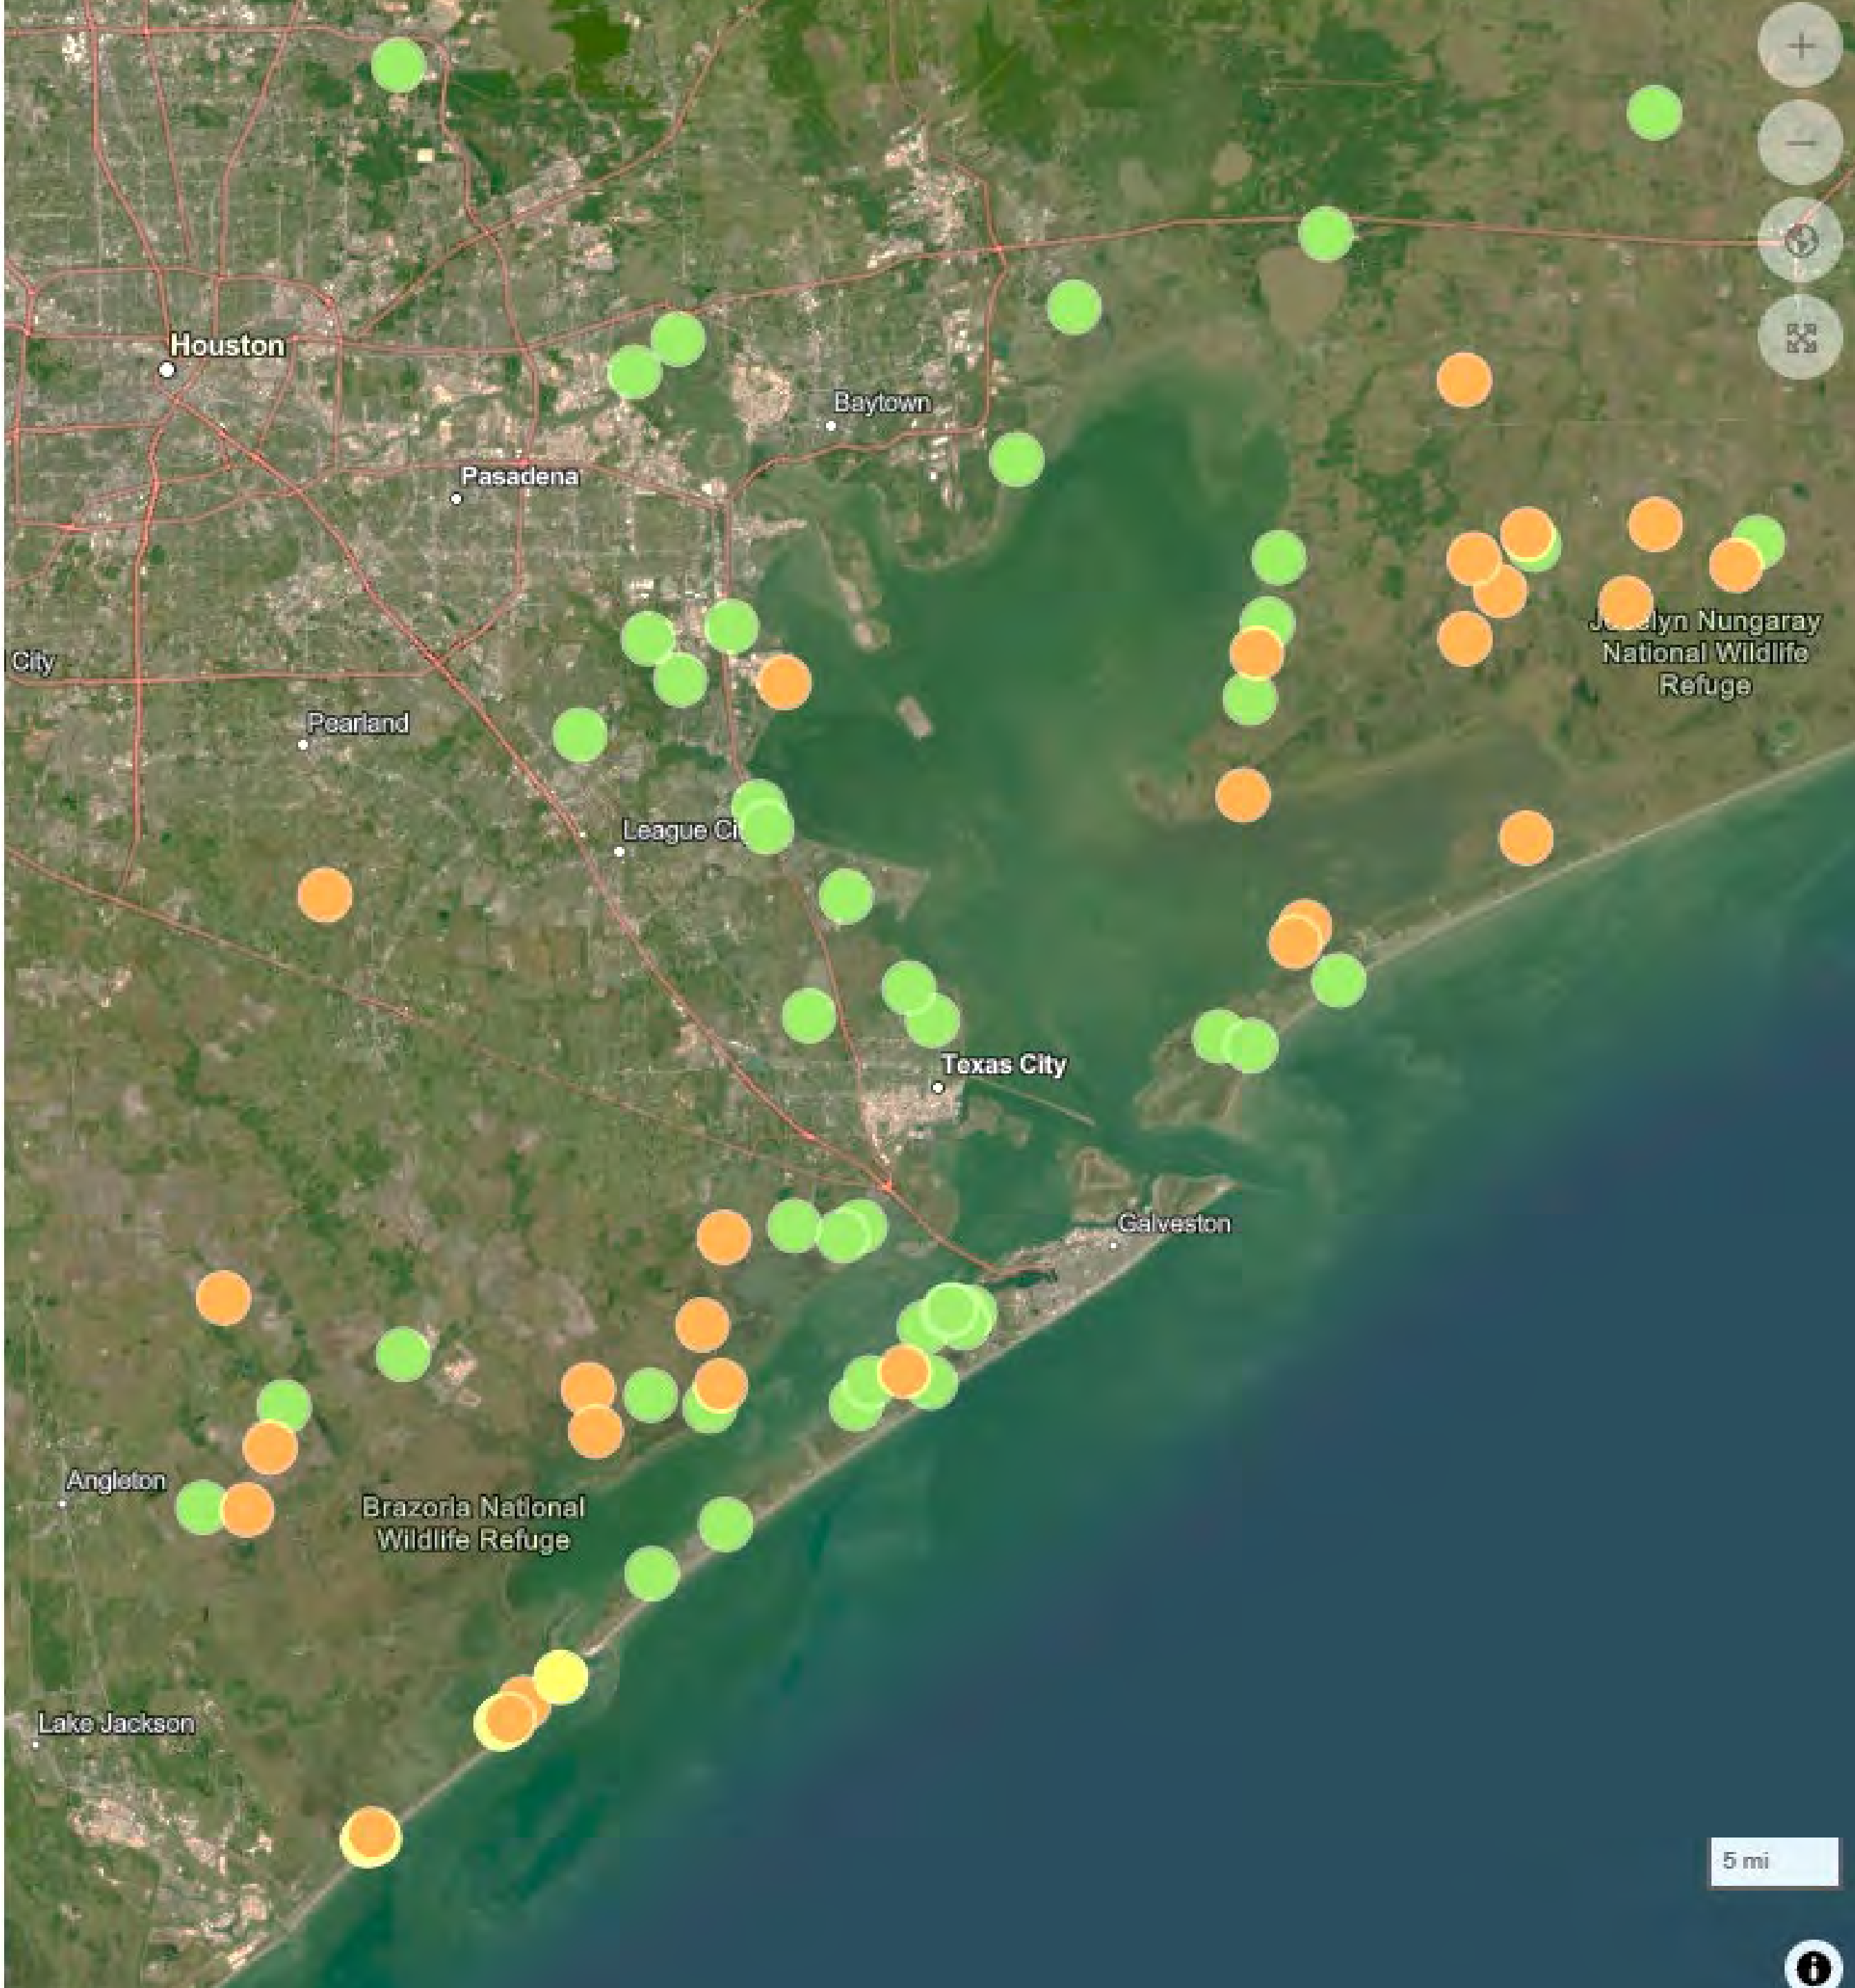 Houston
Baytown
Pasadena
City
Jocelyn Nungaray
National Wildlife
Refuge
Pearland
League Ci
Texas City
Galveston
Angleton
Brazoria National
Wildlife Refuge
Lake Jackson
5 mi